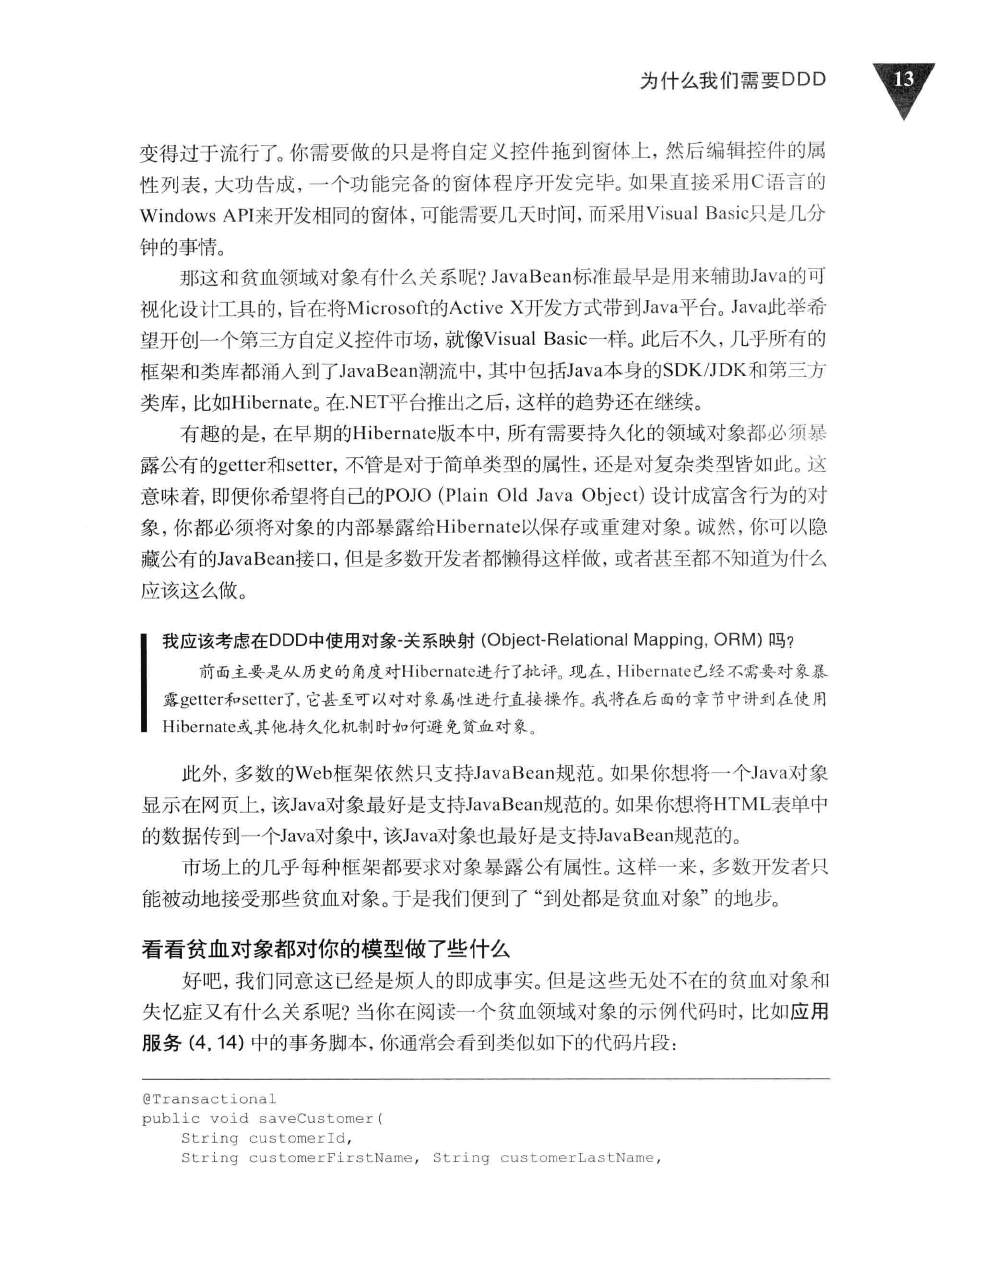 为什么我们需要DDD
13
变得过于流行了。你需要做的只是将自定义控件拖到窗体上，然后编辑控件的属
性列表，大功告成，一个功能完备的窗体程序开发完毕。如果直接采用C语言的
Windows API来开发相同的窗体，可能需要几天时间，而采用Visual Basic只是几分
钟的事情。
那这和贫血领域对象有什么关系呢？JavaBean标准最早是用来辅助Java的可
视化设计工具的，旨在将Microsoft的Active X开发方式带到Java平台。Java此举希
望开创一个第三方自定义控件市场，就像Visual Basic一样。此后不久，几乎所有的
框架和类库都涌入到了JavaBean潮流中，其中包括Java本身的SDK/JDK和第三方
类库，比如Hibernate。在.NET平台推出之后，这样的趋势还在继续。
有趣的是，在早期的Hibernate版本中，所有需要持久化的领域对象都必须暴
露公有的getter和setter，不管是对于简单类型的属性，还是对复杂类型皆如此。这
意味着，即便你希望将自己的POJO (Plain Old Java Object) 设计成富含行为的对
象，你都必须将对象的内部暴露给Hibernate以保存或重建对象。诚然，你可以隐
藏公有的JavaBean接口，但是多数开发者都懒得这样做，或者甚至都不知道为什么
应该这么做。
我应该考虑在DDD中使用对象-关系映射 (Object-Relational Mapping, ORM) 吗？
前面主要是从历史的角度对Hibernate进行了批评。现在，Hibernate已经不需要对象暴
露getter和setter了，它甚至可以对对象属性进行直接操作。我将在后面的章节中讲到在使用
Hibernate或其他持久化机制时如何避免贫血对象。
此外，多数的Web框架依然只支持JavaBean规范。如果你想将一个Java对象
显示在网页上，该Java对象最好是支持JavaBean规范的。如果你想将HTML表单中
的数据传到一个Java对象中，该Java对象也最好是支持JavaBean规范的。
市场上的几乎每种框架都要求对象暴露公有属性。这样一来，多数开发者只
能被动地接受那些贫血对象。于是我们便到了“到处都是贫血对象”的地步。
看看贫血对象都对你的模型做了些什么
好吧，我们同意这已经是烦人的即成事实。但是这些无处不在的贫血对象和
失忆症又有什么关系呢？当你在阅读一个贫血领域对象的示例代码时，比如应用
服务 (4, 14) 中的事务脚本，你通常会看到类似如下的代码片段：
@Transactional
public void saveCustomer(
String customerId,
String customerFirstName, String customerLastName,